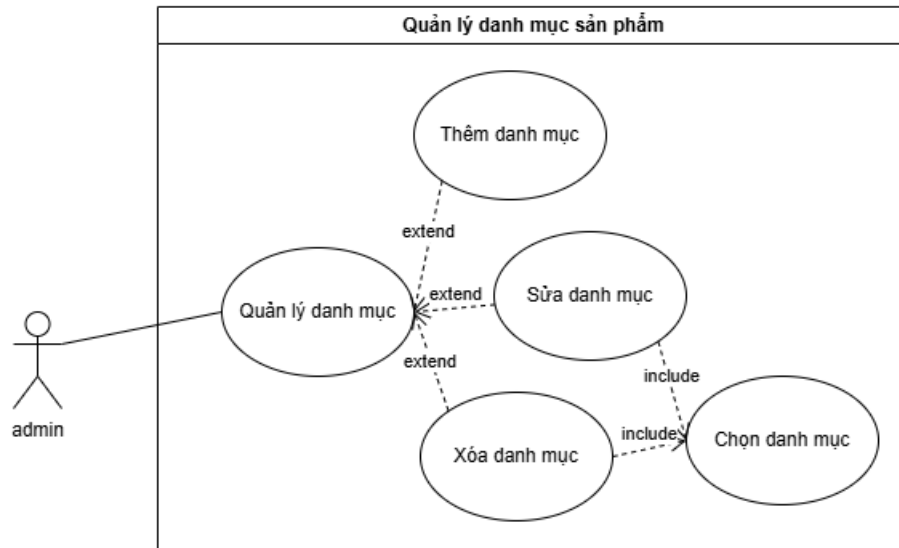 Quản lý danh mục sản phẩm
Thêm danh mục
extend
Quản lý danh mục
extend
Sửa danh mục
extend
include
admin
Xóa danh mục
include
Chọn danh mục